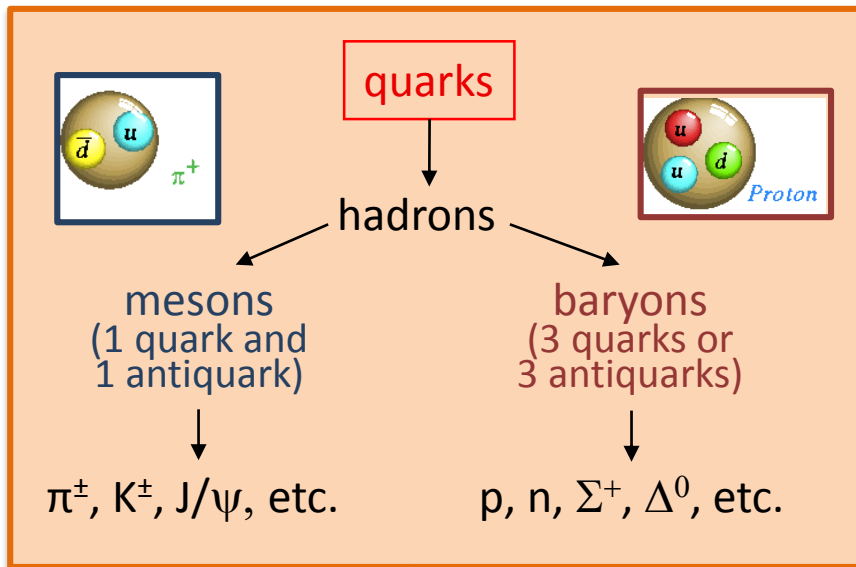 quarks
d̅
u
π⁺
u
u
d
Proton
hadrons
mesons
(1 quark and
1 antiquark)
baryons
(3 quarks or
3 antiquarks)
π±, K±, J/ψ, etc.
p, n, Σ⁺, Δ⁰, etc.